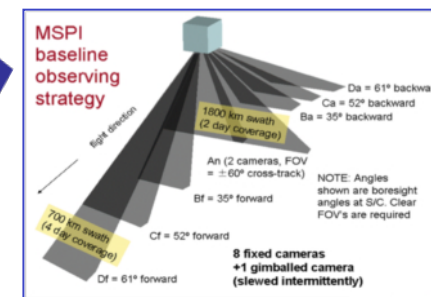 MSPI
baseline
observing
strategy
flight direction
1800 km swath
(2 day coverage)
Da = 61º backwa
Ca = 52º backward
Ba = 35º backward
An (2 cameras, FOV
= ±60º cross-track)
NOTE: Angles
shown are boresight
angles at S/C. Clear
FOV's are required
Bf = 35º forward
700 km swath
(4 day coverage)
Cf = 52º forward
Df = 61º forward
8 fixed cameras
+1 gimballed camera
(slewed intermittently)